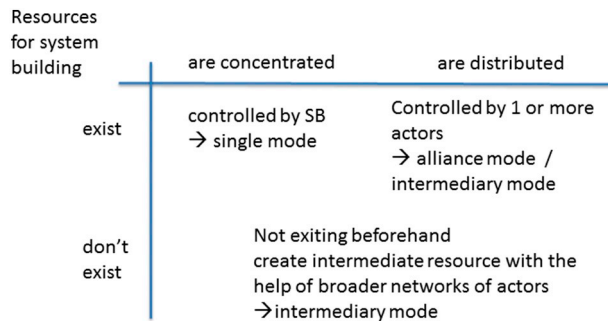 Resources
for system
building
are concentrated
are distributed
exist
controlled by SB
→ single mode
Controlled by 1 or more
actors
→ alliance mode /
intermediary mode
don't
exist
Not exiting beforehand
create intermediate resource with the
help of broader networks of actors
→intermediary mode